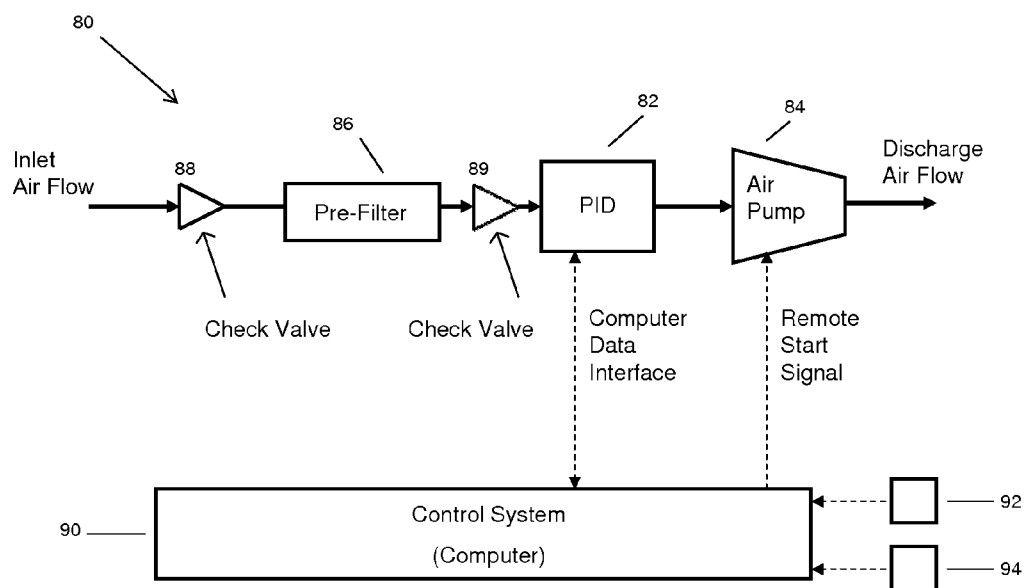 80
Inlet
Air Flow
88
86
Pre-Filter
89
82
PID
84
Air
Pump
Discharge
Air Flow
Check Valve
Check Valve
Computer
Data
Interface
Remote
Start
Signal
90
Control System
(Computer)
92
94